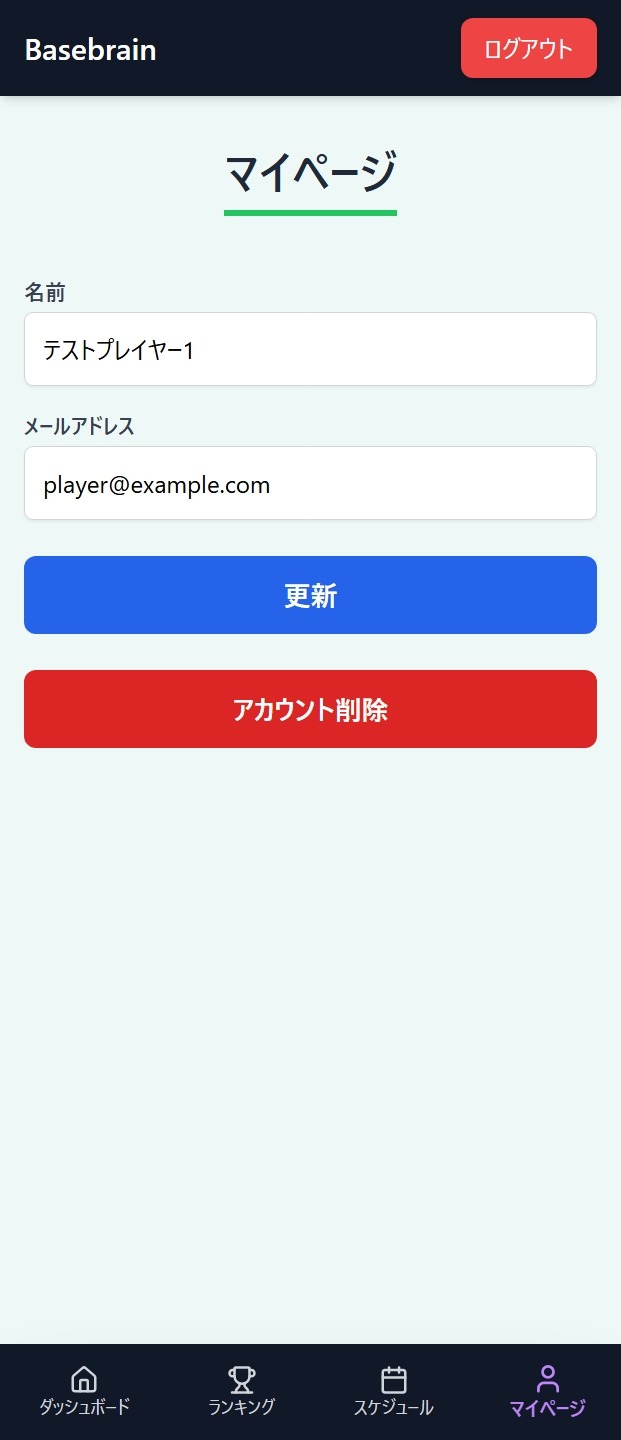 Basebrain
ログアウト
マイページ
名前
テストプレイヤー1
メールアドレス
player@example.com
更新
アカウント削除
ダッシュボード
ランキング
スケジュール
マイページ